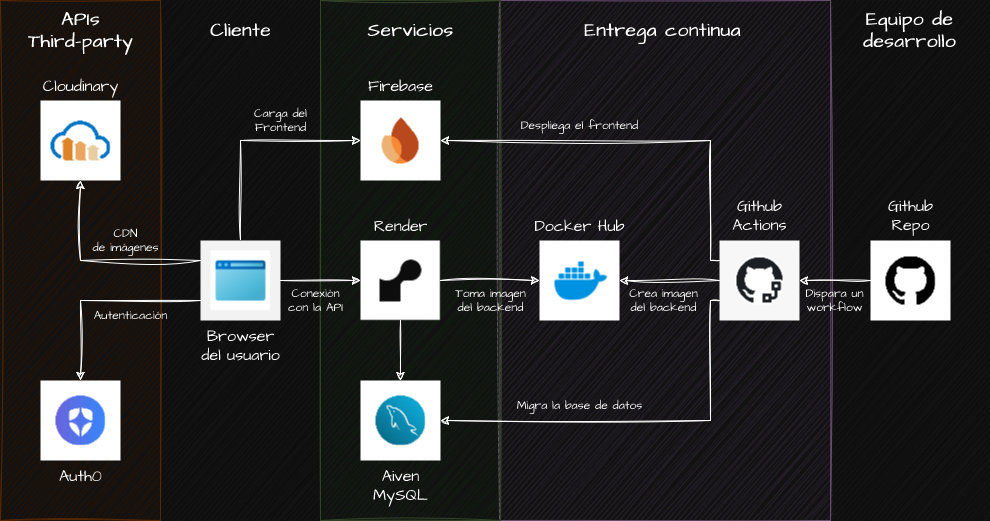 APIs
Third-party
Cliente
Servicios
Entrega continua
Equipo de
desarrollo
Cloudinary
Firebase
Carga del
Frontend
Despliega el frontend
CDN
de imágenes
Render
Docker Hub
Github
Actions
Github
Repo
Autenticación
Conexión
con la API
Toma imagen
del backend
Crea imagen
del backend
Dispara un
workflow
Browser
del usuario
Migra la base de datos
Auth0
Aiven
MySQL